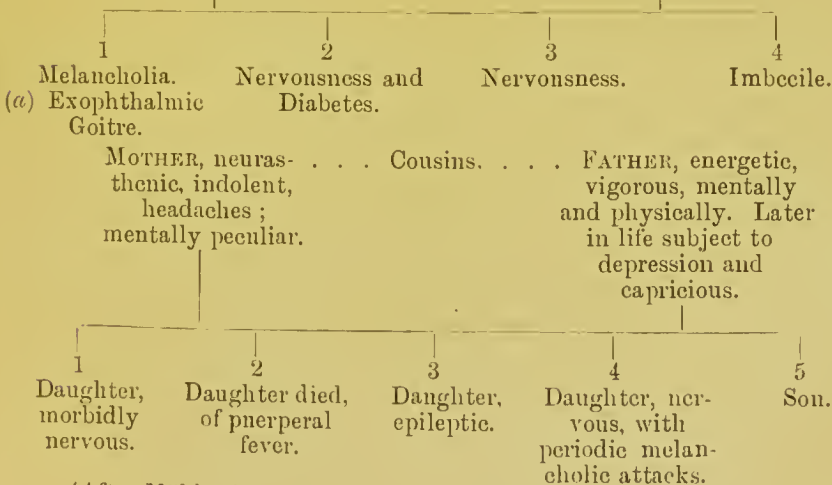 1 2 3 4
Melancholia. Nervousness and Nervousness. Imbecile.
(a) Exophthalmic Diabetes.
Goitre.
MOTHER, neuras- . . . Cousins. . . . FATHER, energetic,
thenic, indolent, vigorous, mentally
headaches ; and physically. Later
mentally peculiar. in life subject to
depression and
capricious.
1 2 3 4 5
Daughter, Daughter died, Daughter, Daughter, ner- Son.
morbidly of puerperal epileptic. vous, with
nervous. fever. periodic melan-
cholic attacks.